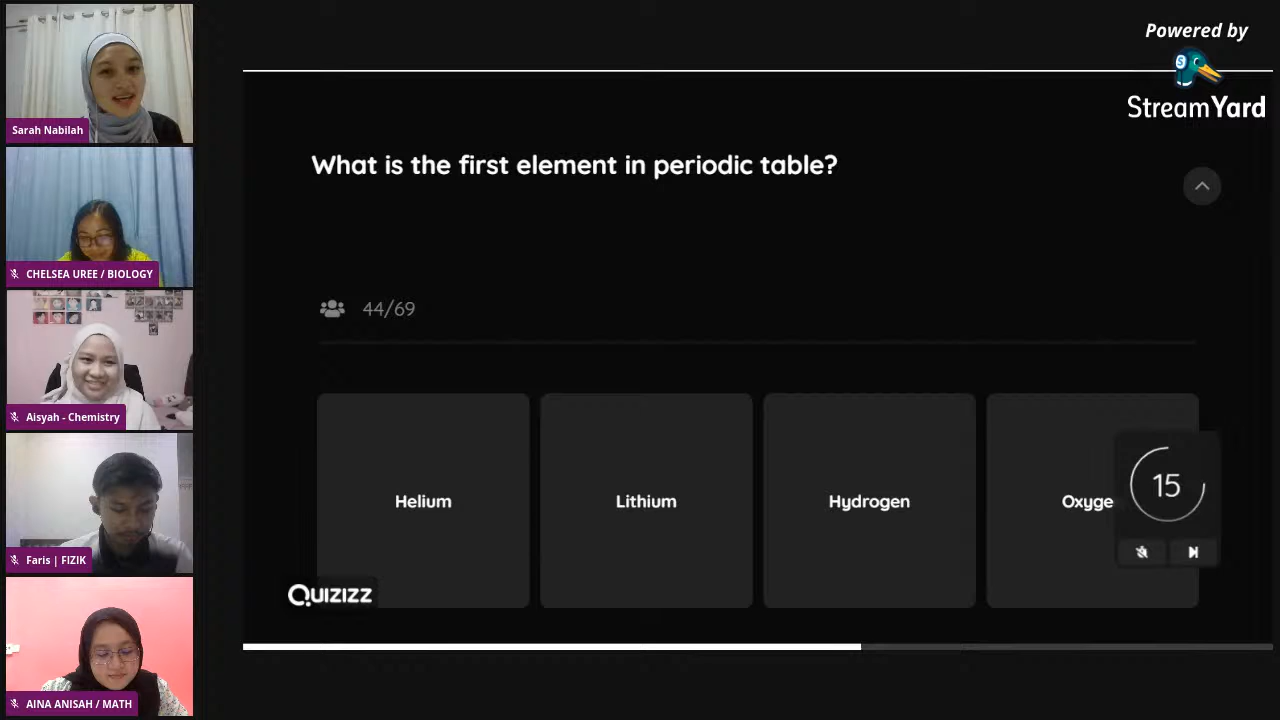 Sarah Nabilah
CHELSEA UREE / BIOLOGY
Aisyah - Chemistry
Faris | FIZIK
AINA ANISAH / MATH
Powered by
StreamYard
What is the first element in periodic table?
44/69
Helium
Lithium
Hydrogen
Oxyge
15
Quizizz